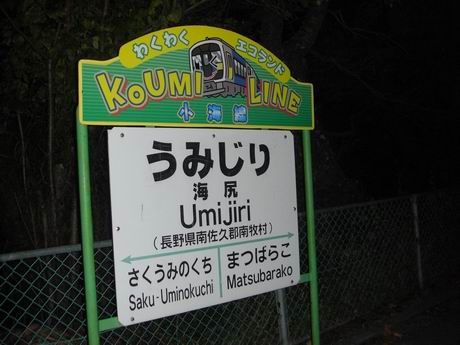 わくわく エコランド
KOUMI LINE
小海線
うみじり
海尻
Umijiri
(長野県南佐久郡南牧村)
さくうみのくち まつばらこ
Saku-Uminokuchi Matsubarako